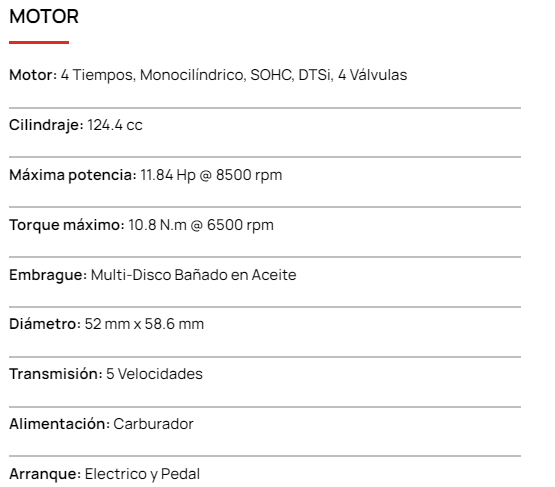 MOTOR
Motor: 4 Tiempos, Monocilíndrico, SOHC, DTSi, 4 Válvulas
Cilindraje: 124.4 cc
Máxima potencia: 11.84 Hp @ 8500 rpm
Torque máximo: 10.8 N.m @ 6500 rpm
Embrague: Multi-Disco Bañado en Aceite
Diámetro: 52 mm x 58.6 mm
Transmisión: 5 Velocidades
Alimentación: Carburador
Arranque: Electrico y Pedal